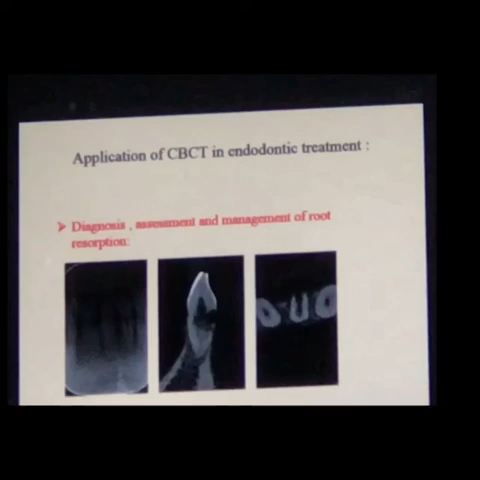 Application of CBCT in endodontic treatment :
➤ Diagnosis , assessment and management of root
resorption: